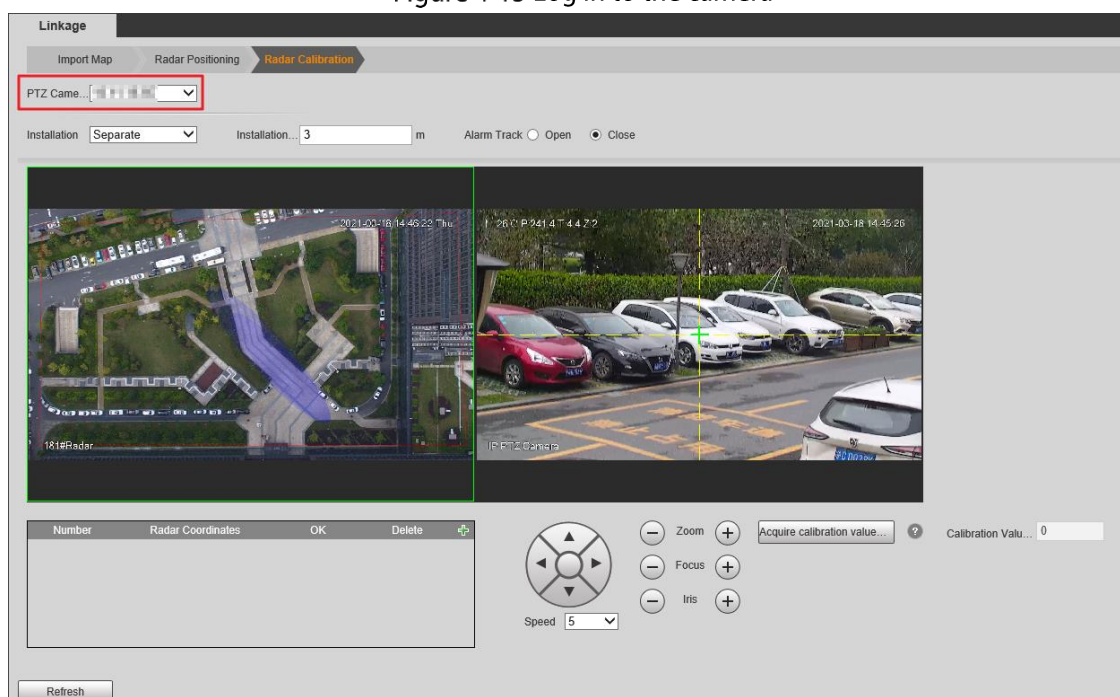 Log in to the camera.
Linkage
Import Map Radar Positioning Radar Calibration
PTZ Came...
Installation Separate Installation... 3 m Alarm Track Open Close
2021-03-18 14:46:22 Thu
2021-03-18 14:45:26
181#Radar
IP PTZ Camera
Number Radar Coordinates OK Delete
Zoom
Acquire calibration value...
Calibration Valu... 0
Focus
Iris
Speed 5
Refresh